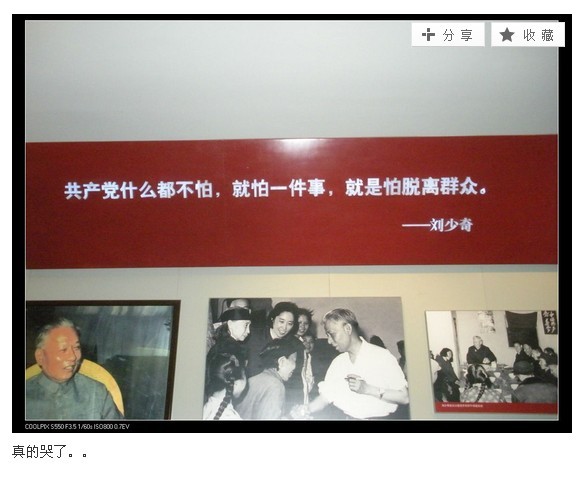 分享
收藏
共产党什么都不怕，就怕一件事，就是怕脱离群众。
——刘少奇
COOLPIX S550 F3.5 1/60s ISO800 0.7EV
真的哭了。。